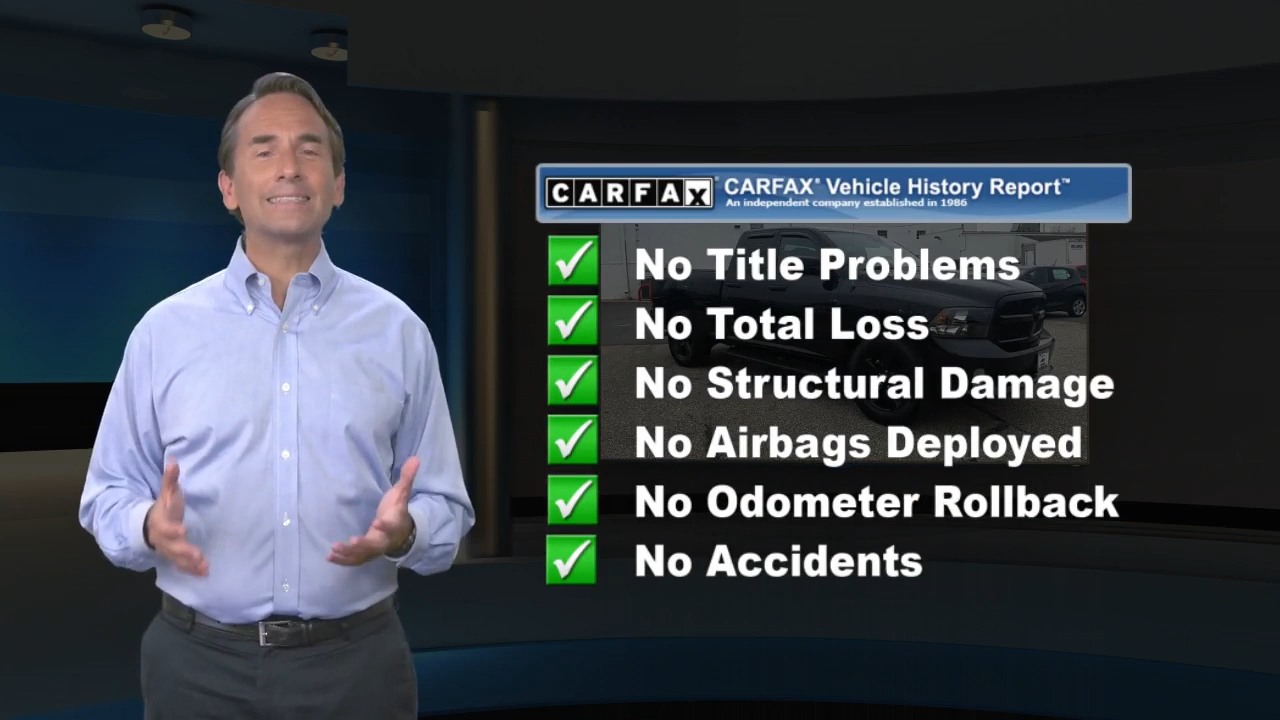 CARFAX
CARFAX® Vehicle History Report™
An independent company established in 1986
No Title Problems
No Total Loss
No Structural Damage
No Airbags Deployed
No Odometer Rollback
No Accidents